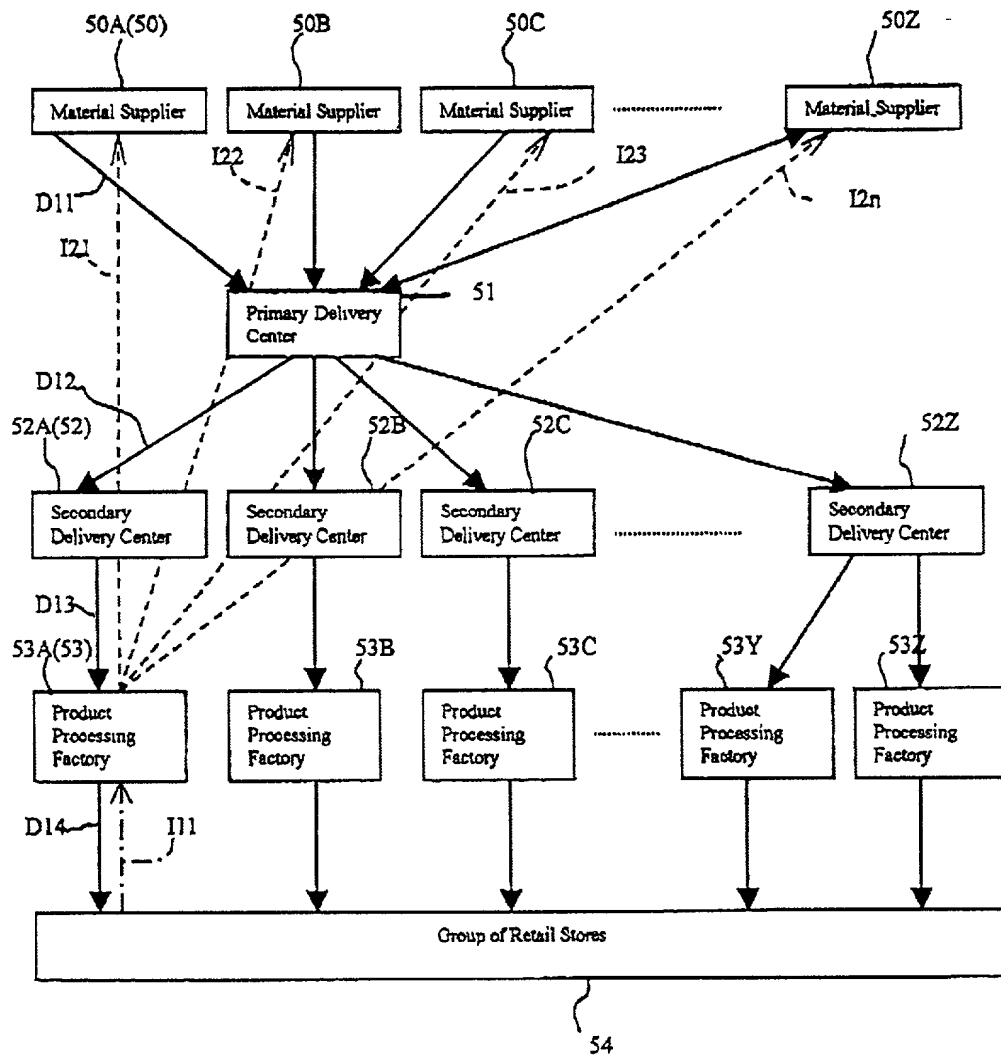 50A(50) 50B 50C 50Z
Material Supplier Material Supplier Material Supplier Material Supplier
I22 I23
D11 I2n
I21
51
Primary Delivery
Center
D12
52A(52) 52B 52C 52Z
Secondary Secondary Secondary Secondary
Delivery Center Delivery Center Delivery Center Delivery Center
D13
53A(53) 53B 53C 53Y 53Z
Product Product Product Product Product
Processing Processing Processing Processing Processing
Factory Factory Factory Factory Factory
D14 I11
Group of Retail Stores
54